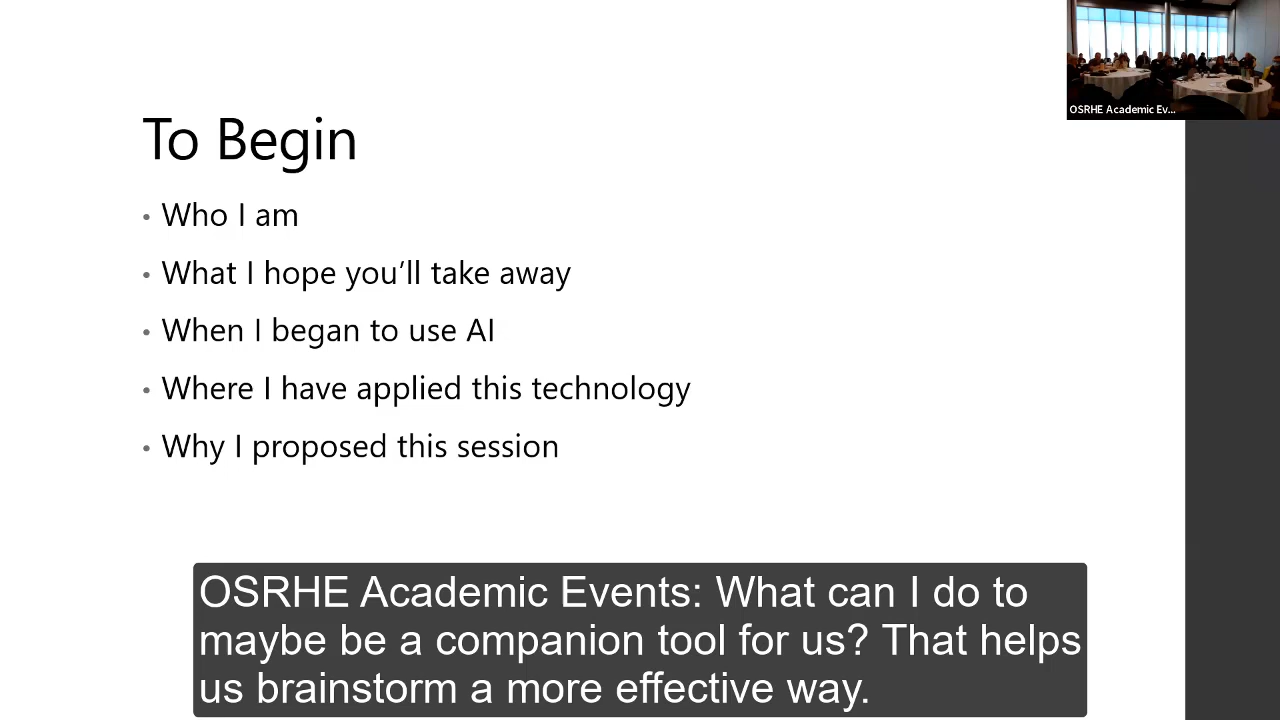 OSRHE Academic Ev...
To Begin
• Who I am
• What I hope you’ll take away
• When I began to use AI
• Where I have applied this technology
• Why I proposed this session
OSRHE Academic Events: What can I do to
maybe be a companion tool for us? That helps
us brainstorm a more effective way.